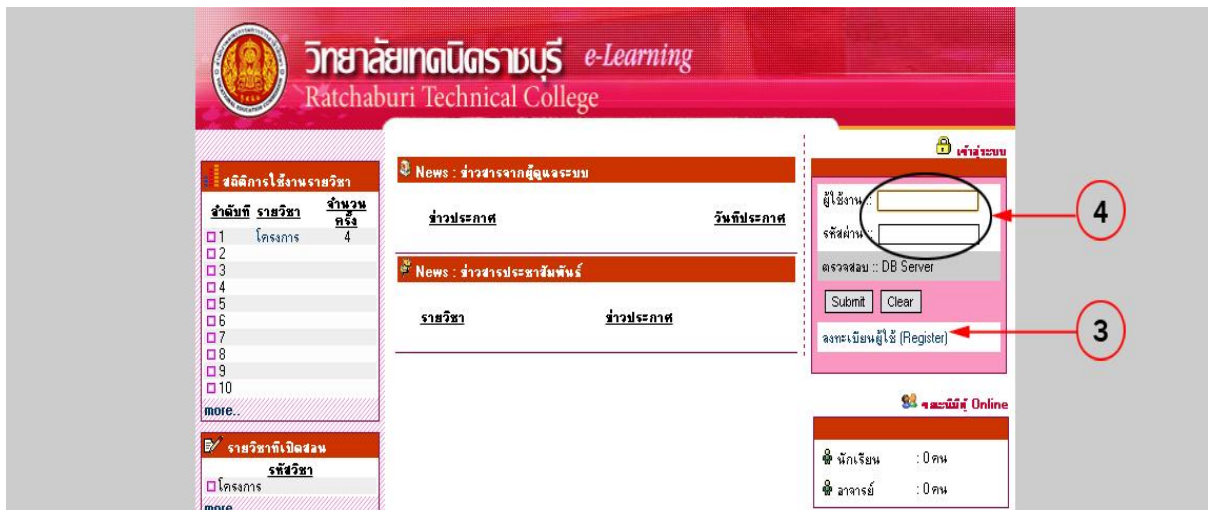 วิทยาลัยเทคนิคราชบุรี e-Learning
Ratchaburi Technical College
สถิติการใช้งานรายวิชา
ลำดับที่ รายวิชา จำนวนครั้ง
1 โครงการ 4
2
3
4
5
6
7
8
9
10
more..
รายวิชาที่เปิดสอน
รหัสวิชา
โครงการ
more
News : ข่าวสารจากผู้ดูแลระบบ
ข่าวประกาศ วันที่ประกาศ
News : ข่าวสารประชาสัมพันธ์
รายวิชา ข่าวประกาศ
เข้าสู่ระบบ
ผู้ใช้งาน ::
รหัสผ่าน ::
4
ตรวจสอบ :: DB Server
Submit Clear
ลงทะเบียนผู้ใช้ (Register)
3
ขณะนี้มีผู้ Online
นักเรียน : 0 คน
อาจารย์ : 0 คน